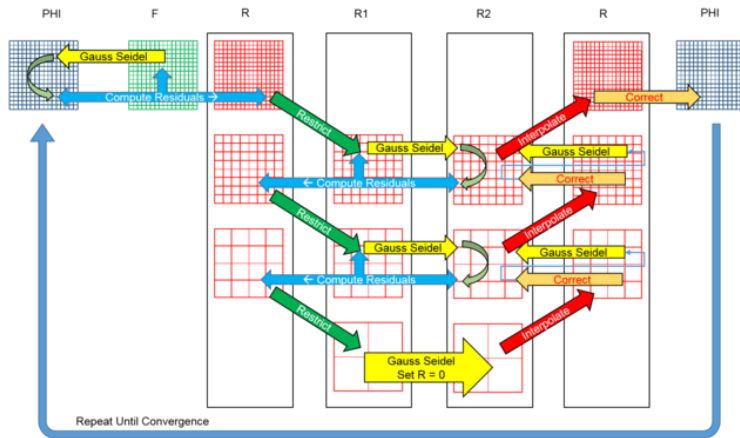 PHI F R R1 R2 R PHI
Gauss Seidel
Compute Residuals →
Correct
Restrict
Interpolate
Gauss Seidel
Gauss Seidel
← Compute Residuals
Correct
Restrict
Interpolate
Gauss Seidel
Gauss Seidel
← Compute Residuals
Correct
Restrict
Interpolate
Gauss Seidel
Set R = 0
Repeat Until Convergence